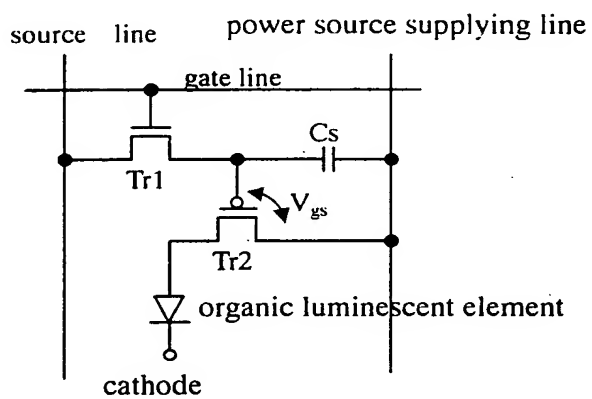 power source supplying line
source line
gate line
Cs
Tr1
Vgs
Tr2
organic luminescent element
cathode